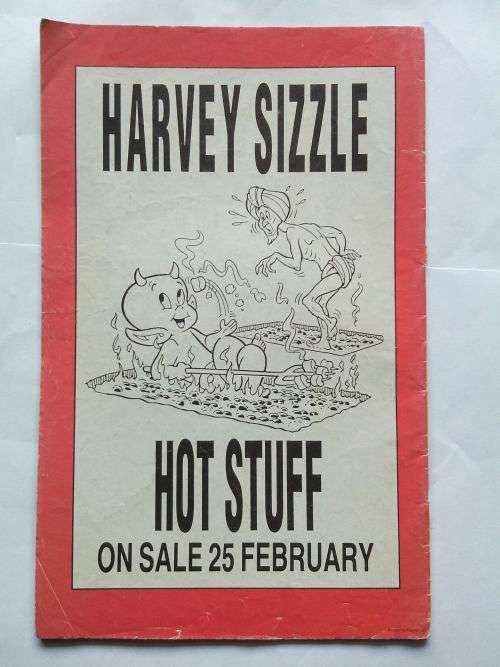 HARVEY SIZZLE
HOT STUFF
ON SALE 25 FEBRUARY